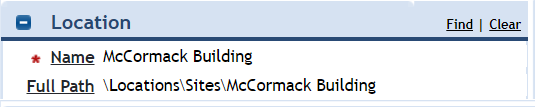 Location Find | Clear
* Name McCormack Building
Full Path \Locations\Sites\McCormack Building